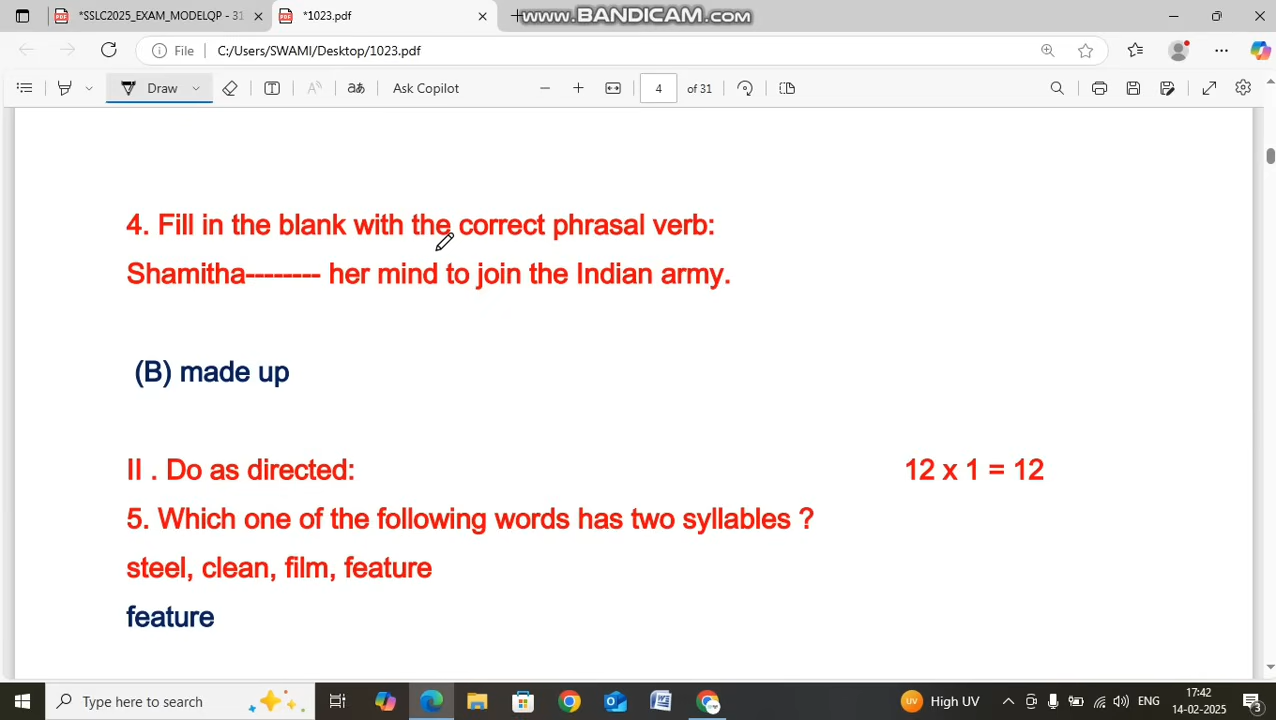 *SSLC2025_EXAM_MODELQP - 31
*1023.pdf
www.BANDICAM.com
File
C:/Users/SWAMI/Desktop/1023.pdf
Draw
Ask Copilot
4
of 31
4. Fill in the blank with the correct phrasal verb:
Shamitha-------- her mind to join the Indian army.
(B) made up
II . Do as directed: 12 x 1 = 12
5. Which one of the following words has two syllables ?
steel, clean, film, feature
feature
Type here to search
High UV
ENG
17:42
14-02-2025
3